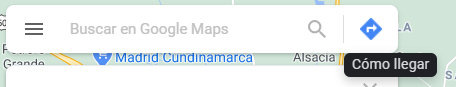 Buscar en Google Maps
Grande
Madrid Cundinamarca
Alsacia
Cómo llegar